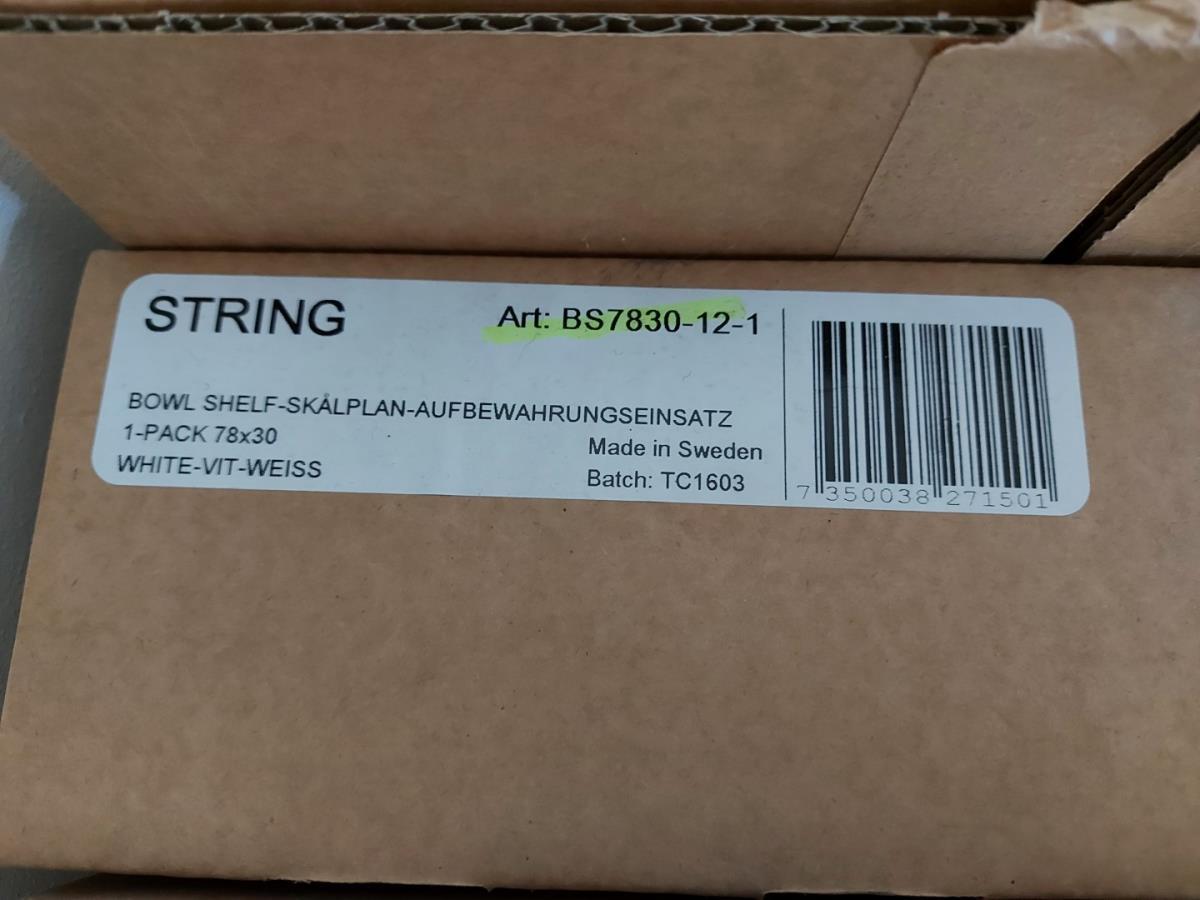 STRING
Art: BS7830-12-1
BOWL SHELF-SKÅLPLAN-AUFBEWAHRUNGSEINSATZ
1-PACK 78x30
Made in Sweden
WHITE-VIT-WEISS
Batch: TC1603
7 350038 271501